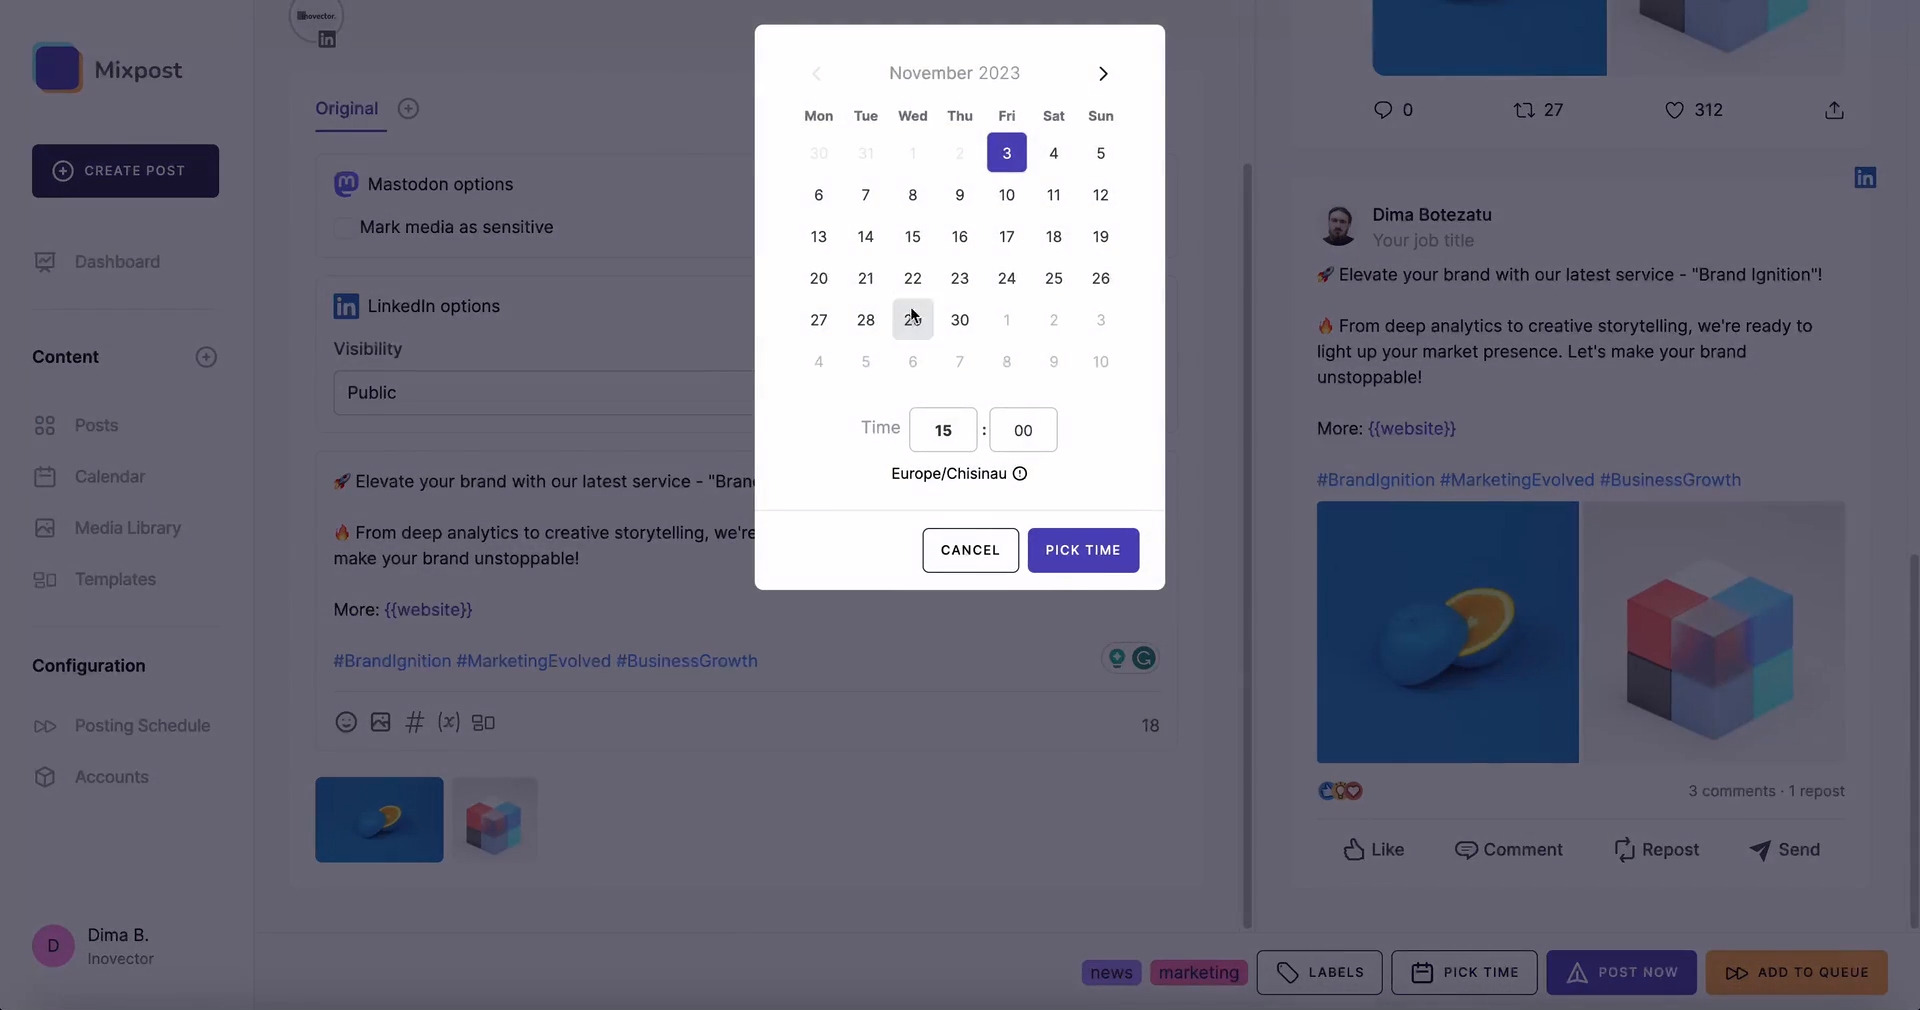 Mixpost
CREATE POST
Dashboard
Content
Posts
Calendar
Media Library
Templates
Configuration
Posting Schedule
Accounts
D
Dima B.
Inovector
inovector.
in
Original
Mastodon options
Mark media as sensitive
in LinkedIn options
Visibility
Public
🚀 Elevate your brand with our latest service - "Bran
🔥 From deep analytics to creative storytelling, we're
make your brand unstoppable!
More: {{website}}
#BrandIgnition #MarketingEvolved #BusinessGrowth
# (x)
18
November 2023
Mon Tue Wed Thu Fri Sat Sun
30 31 1 2 3 4 5
6 7 8 9 10 11 12
13 14 15 16 17 18 19
20 21 22 23 24 25 26
27 28 29 30 1 2 3
4 5 6 7 8 9 10
Time 15 : 00
Europe/Chisinau
CANCEL PICK TIME
0 27 312
in
Dima Botezatu
Your job title
🚀 Elevate your brand with our latest service - "Brand Ignition"!
🔥 From deep analytics to creative storytelling, we're ready to
light up your market presence. Let's make your brand
unstoppable!
More: {{website}}
#BrandIgnition #MarketingEvolved #BusinessGrowth
3 comments · 1 repost
Like Comment Repost Send
news marketing LABELS PICK TIME POST NOW ADD TO QUEUE